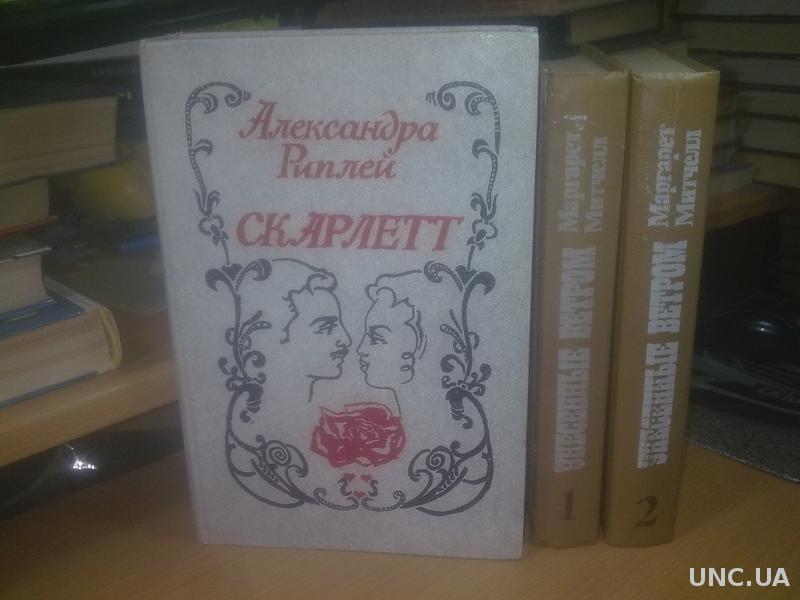 Александра
Риплей
СКАРЛЕТТ
Маргарет
Митчелл
УНЕСЕННЫЕ ВЕТРОМ
1
Маргарет
Митчелл
УНЕСЕННЫЕ ВЕТРОМ
2
UNC.UA